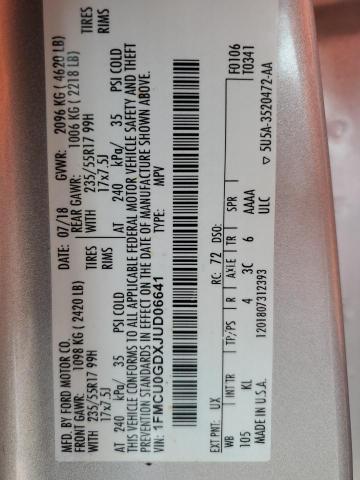 MFD. BY FORD MOTOR CO.
DATE: 07/18 GVWR: 2096 KG ( 4620 LB)
FRONT GAWR: 1098 KG ( 2420 LB) REAR GAWR: 1006 KG ( 2218 LB)
WITH 235/55R17 99H TIRES WITH 235/55R17 99H TIRES
17x7.5J RIMS 17x7.5J RIMS
AT 240 kPa/ 35 PSI COLD AT 240 kPa/ 35 PSI COLD
THIS VEHICLE CONFORMS TO ALL APPLICABLE FEDERAL MOTOR VEHICLE SAFETY AND THEFT
PREVENTION STANDARDS IN EFFECT ON THE DATE OF MANUFACTURE SHOWN ABOVE.
VIN: 1FMCU0GDXJUD06641
TYPE: MPV
F0106
T0341
EXT PNT: UX RC: 72 DSO:
WB INT TR TP/PS R AXLE TR SPR
105 KL 4 3C 6 AAAA
ULC
MADE IN U.S.A. 1201807312393
▽ 5U5A-3520472-AA